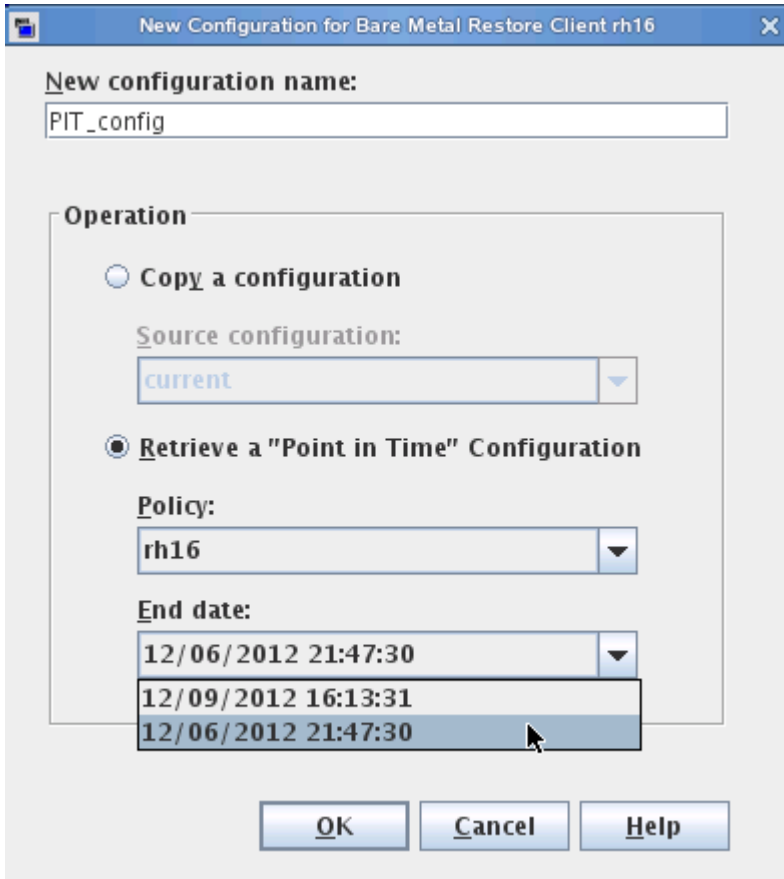 New Configuration for Bare Metal Restore Client rh16
New configuration name:
PIT_config
Operation
Copy a configuration
Source configuration:
current
Retrieve a "Point in Time" Configuration
Policy:
rh16
End date:
12/06/2012 21:47:30
12/09/2012 16:13:31
12/06/2012 21:47:30
OK Cancel Help